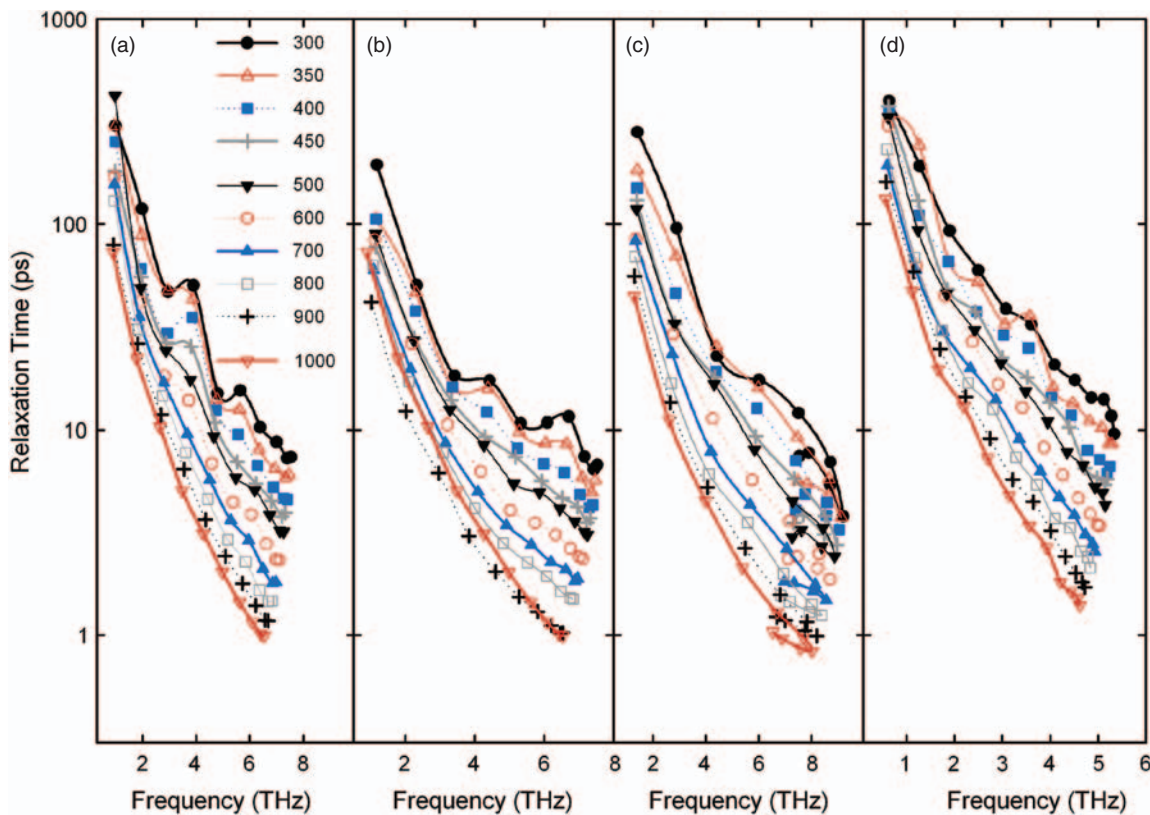 1000
100
10
1
Relaxation Time (ps)
(a)
300
350
400
450
500
600
700
800
900
1000
(b)
(c)
(d)
2 4 6 8
2 4 6 8
2 4 6 8
1 2 3 4 5 6
Frequency (THz)
Frequency (THz)
Frequency (THz)
Frequency (THz)